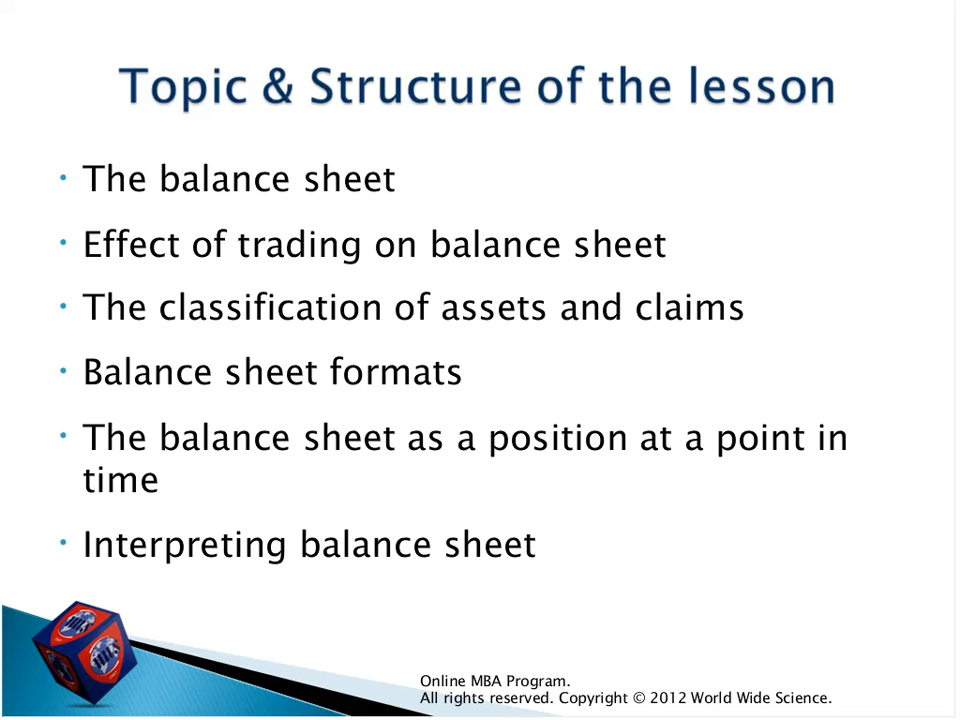 Topic & Structure of the lesson
• The balance sheet
• Effect of trading on balance sheet
• The classification of assets and claims
• Balance sheet formats
• The balance sheet as a position at a point in
time
• Interpreting balance sheet
Online MBA Program.
All rights reserved. Copyright © 2012 World Wide Science.